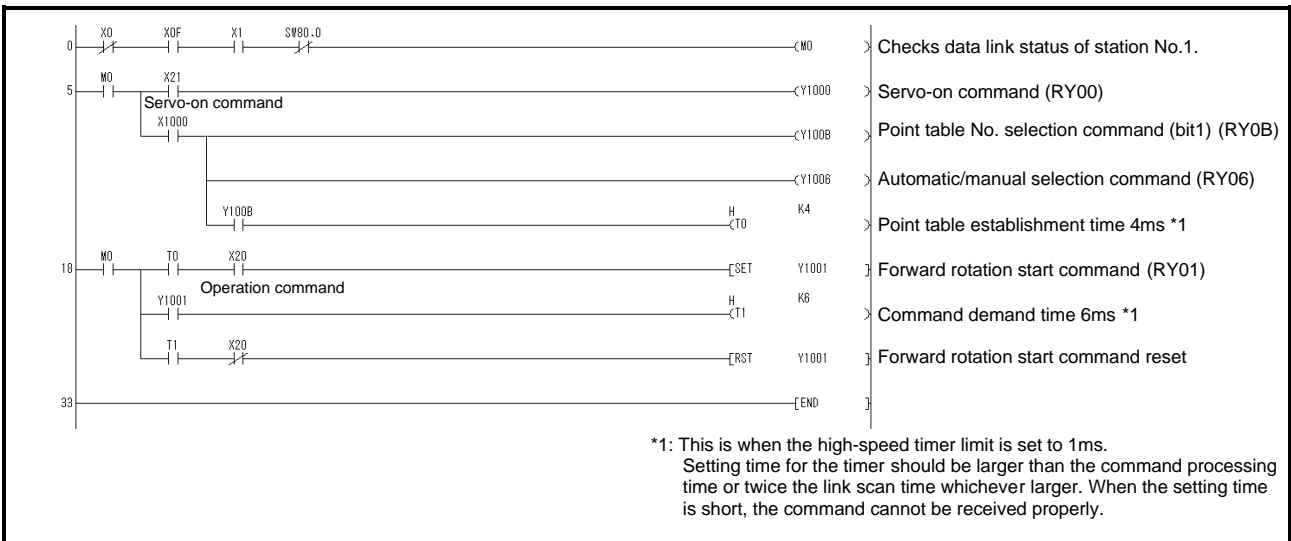 X0 X0F X1 SW80.0
0 (M0 ) Checks data link status of station No.1.
M0 X21
5 (Y1000 ) Servo-on command (RY00)
Servo-on command
X1000
(Y100B ) Point table No. selection command (bit1) (RY0B)
(Y1006 ) Automatic/manual selection command (RY06)
Y100B H K4
(T0 ) Point table establishment time 4ms *1
M0 T0 X20
18 [SET Y1001 ] Forward rotation start command (RY01)
Operation command
Y1001 H K6
(T1 ) Command demand time 6ms *1
T1 X20
[RST Y1001 ] Forward rotation start command reset
33 [END ]
*1: This is when the high-speed timer limit is set to 1ms.
Setting time for the timer should be larger than the command processing
time or twice the link scan time whichever larger. When the setting time
is short, the command cannot be received properly.